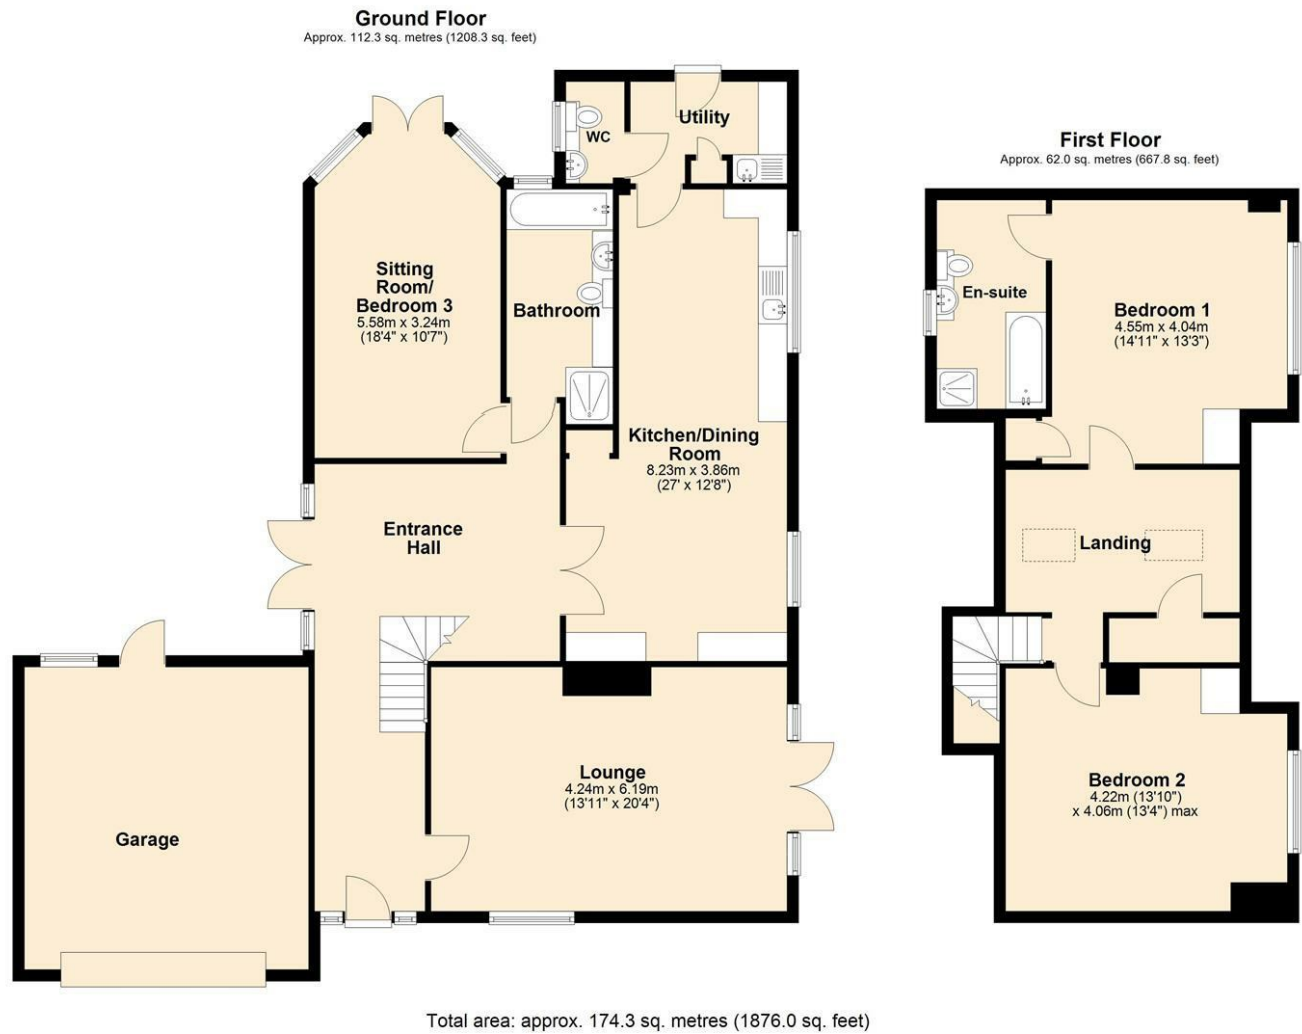 Ground Floor
Approx. 112.3 sq. metres (1208.3 sq. feet)
Utility
WC
Sitting
Room/
Bedroom 3
5.58m x 3.24m
(18'4" x 10'7")
Bathroom
Kitchen/Dining
Room
8.23m x 3.86m
(27' x 12'8")
Entrance
Hall
Lounge
4.24m x 6.19m
(13'11" x 20'4")
Garage
First Floor
Approx. 62.0 sq. metres (667.8 sq. feet)
En-suite
Bedroom 1
4.55m x 4.04m
(14'11" x 13'3")
Landing
Bedroom 2
4.22m (13'10")
x 4.06m (13'4") max
Total area: approx. 174.3 sq. metres (1876.0 sq. feet)